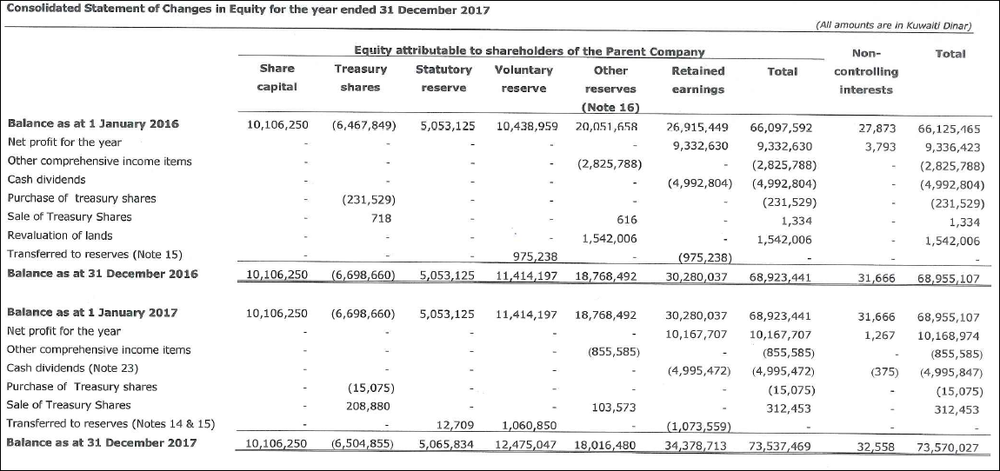 Consolidated Statement of Changes in Equity for the year ended 31 December 2017
(All amounts are in Kuwaiti Dinar)
Equity attributable to shareholders of the Parent Company Non- Total
Share Treasury Statutory Voluntary Other Retained Total controlling
capital shares reserve reserve reserves earnings interests
(Note 16)
Balance as at 1 January 2016 10,106,250 (6,467,849) 5,053,125 10,438,959 20,051,658 26,915,449 66,097,592 27,873 66,125,465
Net profit for the year - - - - - 9,332,630 9,332,630 3,793 9,336,423
Other comprehensive income items - - - - (2,825,788) - (2,825,788) - (2,825,788)
Cash dividends - - - - - (4,992,804) (4,992,804) - (4,992,804)
Purchase of treasury shares - (231,529) - - - - (231,529) - (231,529)
Sale of Treasury Shares - 718 - - 616 - 1,334 - 1,334
Revaluation of lands - - - - 1,542,006 - 1,542,006 - 1,542,006
Transferred to reserves (Note 15) - - - 975,238 - (975,238) - - -
Balance as at 31 December 2016 10,106,250 (6,698,660) 5,053,125 11,414,197 18,768,492 30,280,037 68,923,441 31,666 68,955,107
Balance as at 1 January 2017 10,106,250 (6,698,660) 5,053,125 11,414,197 18,768,492 30,280,037 68,923,441 31,666 68,955,107
Net profit for the year - - - - - 10,167,707 10,167,707 1,267 10,168,974
Other comprehensive income items - - - - (855,585) - (855,585) - (855,585)
Cash dividends (Note 23) - - - - - (4,995,472) (4,995,472) (375) (4,995,847)
Purchase of Treasury shares - (15,075) - - - - (15,075) - (15,075)
Sale of Treasury Shares - 208,880 - - 103,573 - 312,453 - 312,453
Transferred to reserves (Notes 14 & 15) - - 12,709 1,060,850 - (1,073,559) - - -
Balance as at 31 December 2017 10,106,250 (6,504,855) 5,065,834 12,475,047 18,016,480 34,378,713 73,537,469 32,558 73,570,027